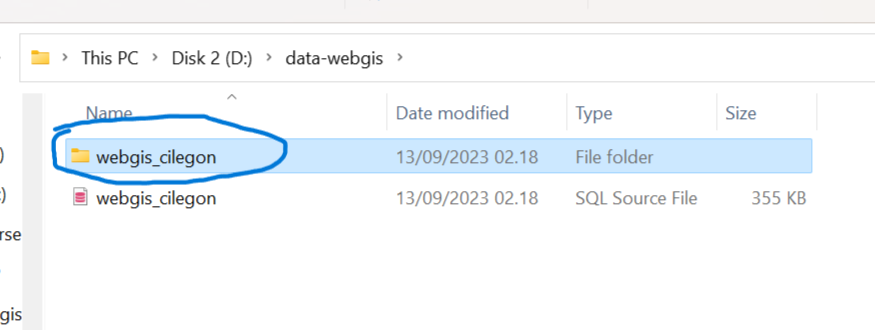 This PC > Disk 2 (D:) > data-webgis >
Name Date modified Type Size
)
webgis_cilegon 13/09/2023 02.18 File folder
:) webgis_cilegon 13/09/2023 02.18 SQL Source File 355 KB
rse
gis